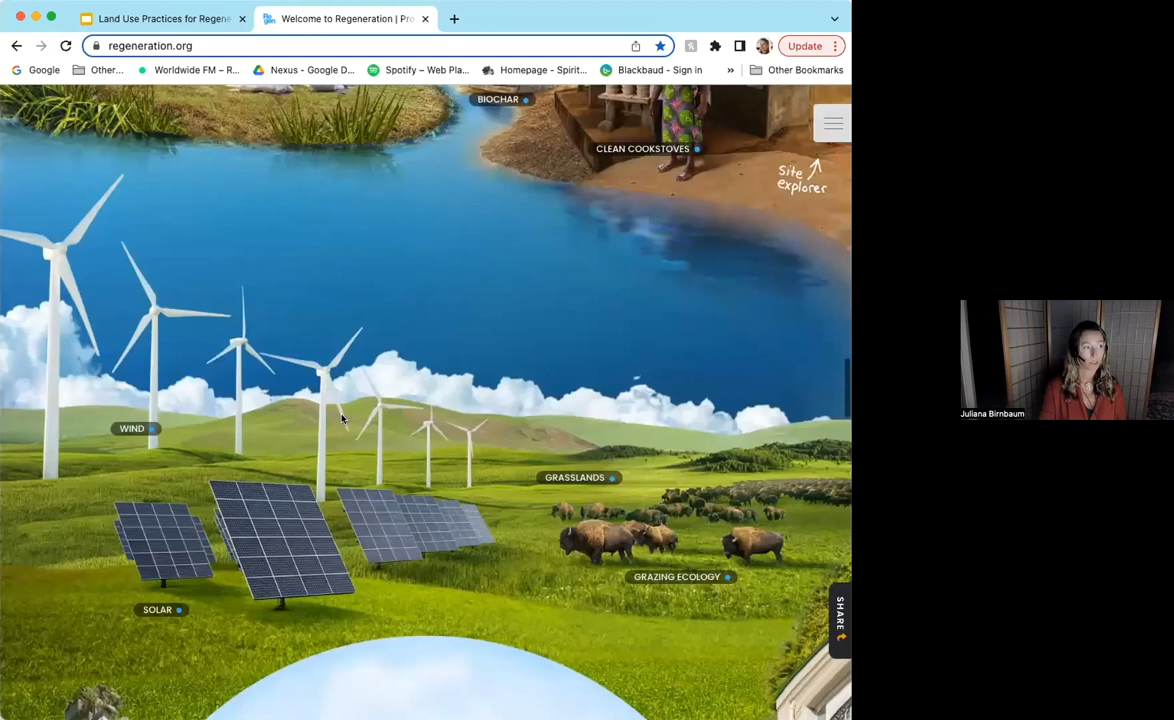 Land Use Practices for Regene
Welcome to Regeneration | Pro
regeneration.org
Update
Google
Other...
Worldwide FM – R...
Nexus - Google D...
Spotify – Web Pla...
Homepage - Spirit...
Blackbaud - Sign in
»
Other Bookmarks
BIOCHAR
CLEAN COOKSTOVES
site
explorer
WIND
GRASSLANDS
GRAZING ECOLOGY
SOLAR
SHARE
Juliana Birnbaum